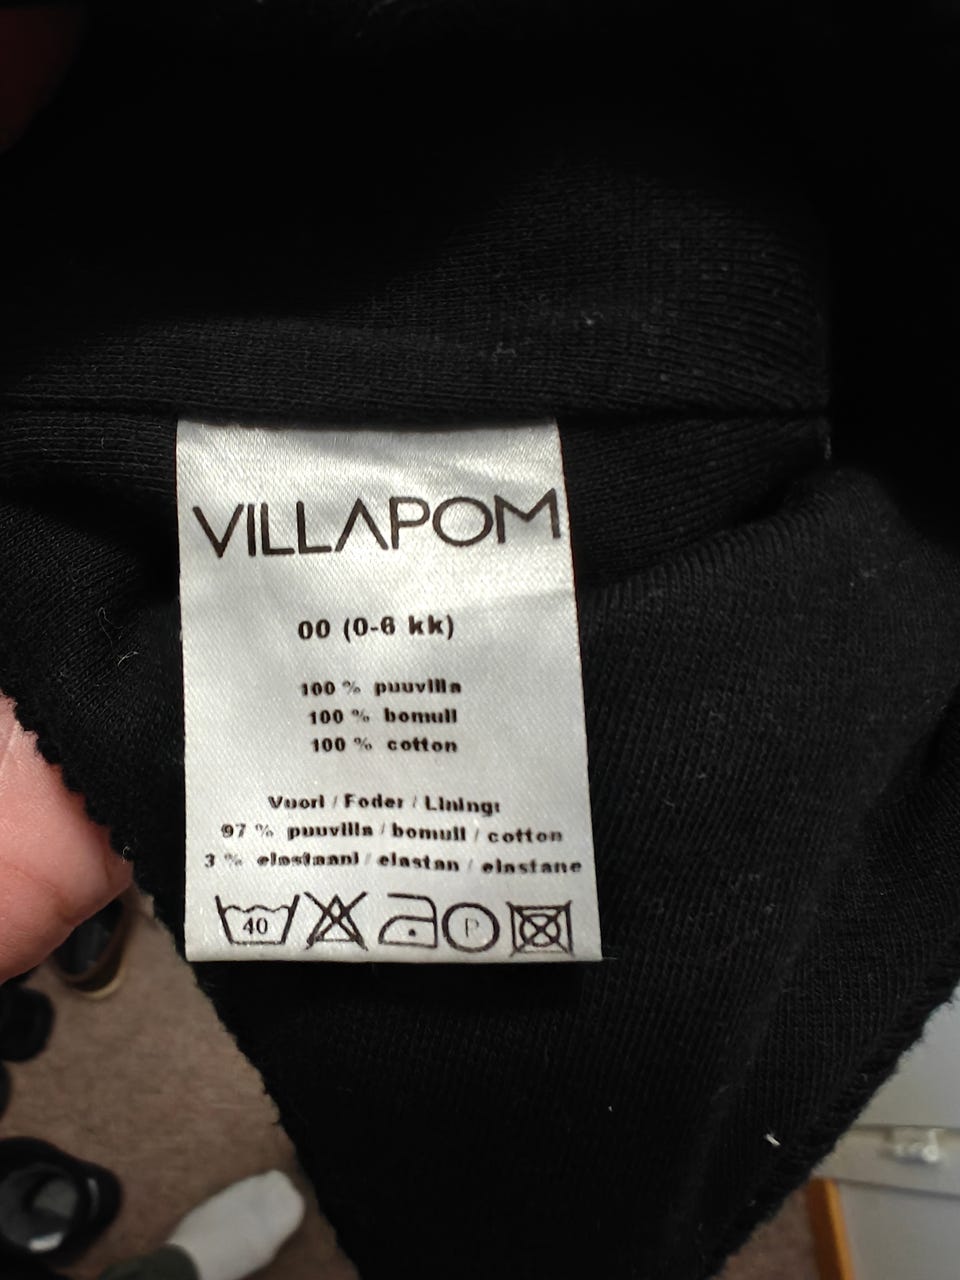 VILLAPOM
00 (0-6 kk)
100 % puuvilla
100 % bomull
100 % cotton
Vuori / Foder / Lining:
97 % puuvilla / bomull / cotton
3 % elastaani / elastan / elastane
40 P